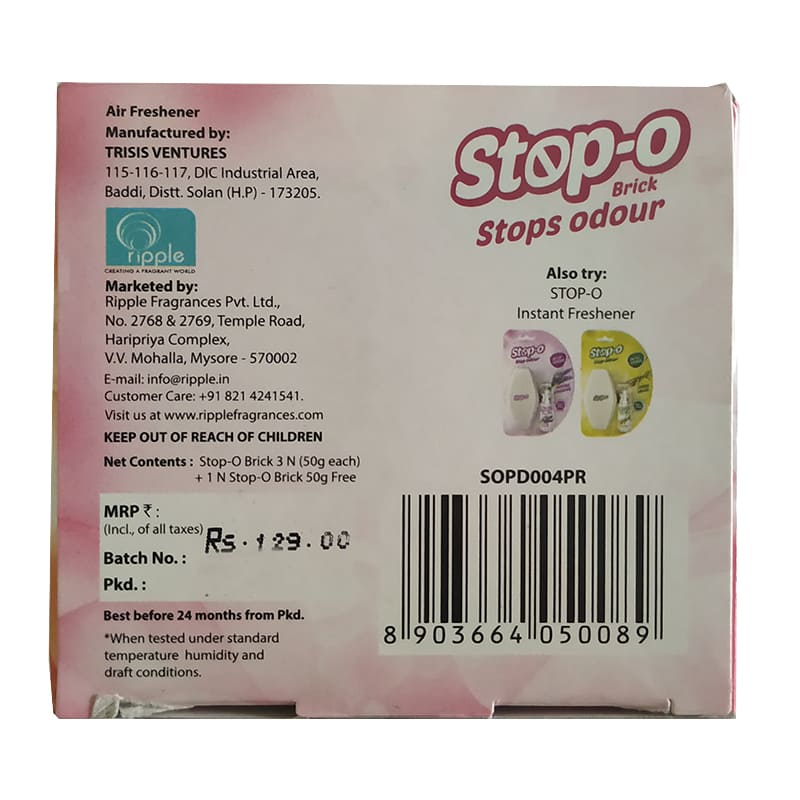 Air Freshener
Manufactured by:
TRISIS VENTURES
115-116-117, DIC Industrial Area,
Baddi, Distt. Solan (H.P) - 173205.
ripple
CREATING A FRAGRANT WORLD
Marketed by:
Ripple Fragrances Pvt. Ltd.,
No. 2768 & 2769, Temple Road,
Haripriya Complex,
V.V. Mohalla, Mysore - 570002
E-mail: info@ripple.in
Customer Care: +91 821 4241541.
Visit us at www.ripplefragrances.com
KEEP OUT OF REACH OF CHILDREN
Net Contents : Stop-O Brick 3 N (50g each)
+ 1 N Stop-O Brick 50g Free
MRP ₹ :
(Incl., of all taxes) Rs.129.00
Batch No. :
Pkd. :
Best before 24 months from Pkd.
*When tested under standard
temperature humidity and
draft conditions.
Stop-O
Brick
Stops odour
Also try:
STOP-O
Instant Freshener
Stop-O
Stop-O
SOPD004PR
8 903664 050089